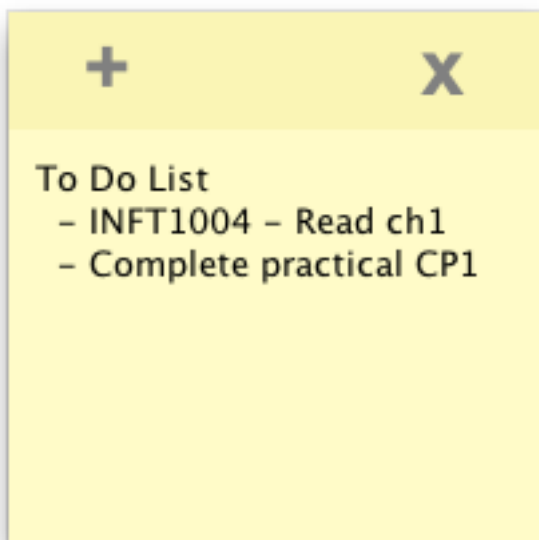 + x
To Do List
– INFT1004 – Read ch1
– Complete practical CP1